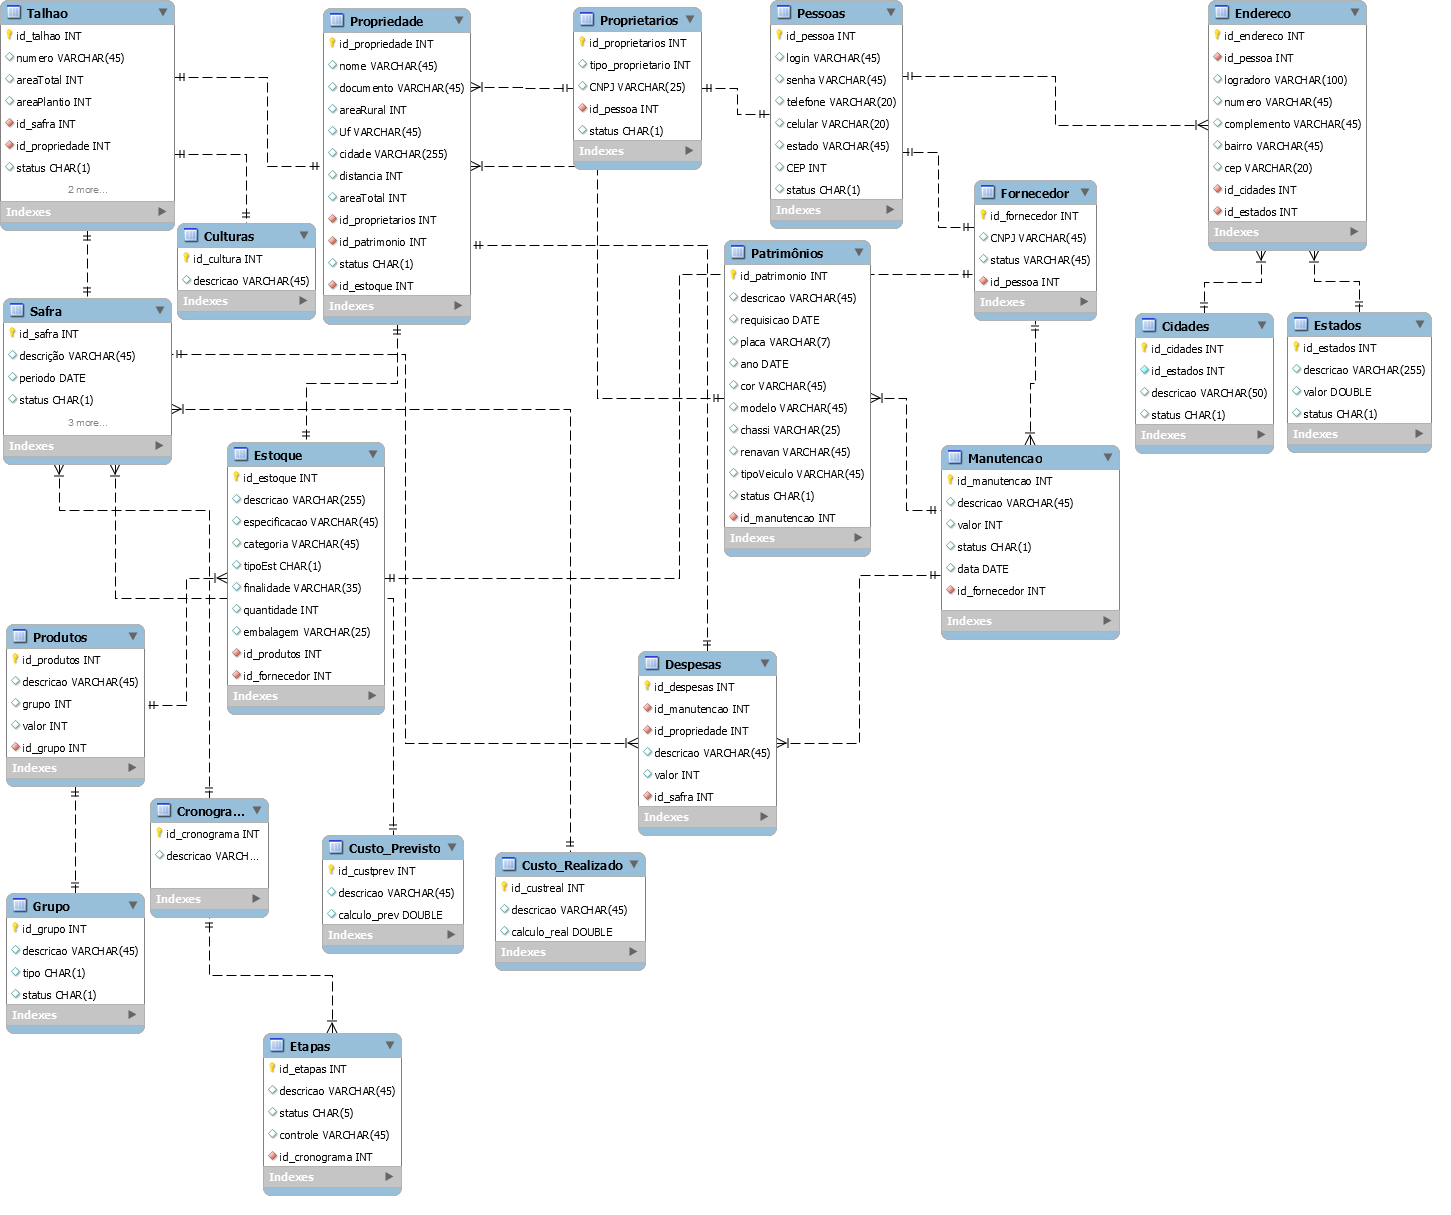 Talhao
id_talhao INT
numero VARCHAR(45)
areaTotal INT
areaPlantio INT
id_safra INT
id_propriedade INT
status CHAR(1)
2 more...
Indexes
Propriedade
id_propriedade INT
nome VARCHAR(45)
documento VARCHAR(45)
areaRural INT
Uf VARCHAR(45)
cidade VARCHAR(255)
distancia INT
areaTotal INT
id_proprietarios INT
id_patrimonio INT
status CHAR(1)
id_estoque INT
Indexes
Proprietarios
id_proprietarios INT
tipo_proprietario INT
CNPJ VARCHAR(25)
id_pessoa INT
status CHAR(1)
Indexes
Pessoas
id_pessoa INT
login VARCHAR(45)
senha VARCHAR(45)
telefone VARCHAR(20)
celular VARCHAR(20)
estado VARCHAR(45)
CEP INT
status CHAR(1)
Indexes
Endereco
id_endereco INT
id_pessoa INT
logradoro VARCHAR(100)
numero VARCHAR(45)
complemento VARCHAR(45)
bairro VARCHAR(45)
cep VARCHAR(20)
id_cidades INT
id_estados INT
Indexes
Fornecedor
id_fornecedor INT
CNPJ VARCHAR(45)
status VARCHAR(45)
id_pessoa INT
Indexes
Culturas
id_cultura INT
descricao VARCHAR(45)
Indexes
Patrimônios
id_patrimonio INT
descricao VARCHAR(45)
requisicao DATE
placa VARCHAR(7)
ano DATE
cor VARCHAR(45)
modelo VARCHAR(45)
chassi VARCHAR(25)
renavan VARCHAR(45)
tipoVeiculo VARCHAR(45)
status CHAR(1)
id_manutencao INT
Indexes
Safra
id_safra INT
descrição VARCHAR(45)
periodo DATE
status CHAR(1)
3 more...
Indexes
Cidades
id_cidades INT
id_estados INT
descricao VARCHAR(50)
status CHAR(1)
Indexes
Estados
id_estados INT
descricao VARCHAR(255)
valor DOUBLE
status CHAR(1)
Indexes
Estoque
id_estoque INT
descricao VARCHAR(255)
especificacao VARCHAR(45)
categoria VARCHAR(45)
tipoEst CHAR(1)
finalidade VARCHAR(35)
quantidade INT
embalagem VARCHAR(25)
id_produtos INT
id_fornecedor INT
Indexes
Manutencao
id_manutencao INT
descricao VARCHAR(45)
valor INT
status CHAR(1)
data DATE
id_fornecedor INT
Indexes
Produtos
id_produtos INT
descricao VARCHAR(45)
grupo INT
valor INT
id_grupo INT
Indexes
Despesas
id_despesas INT
id_manutencao INT
id_propriedade INT
descricao VARCHAR(45)
valor INT
id_safra INT
Indexes
Cronogra...
id_cronograma INT
descricao VARCH...
Indexes
Custo_Previsto
id_custprev INT
descricao VARCHAR(45)
calculo_prev DOUBLE
Indexes
Custo_Realizado
id_custreal INT
descricao VARCHAR(45)
calculo_real DOUBLE
Indexes
Grupo
id_grupo INT
descricao VARCHAR(45)
tipo CHAR(1)
status CHAR(1)
Indexes
Etapas
id_etapas INT
descricao VARCHAR(45)
status CHAR(5)
controle VARCHAR(45)
id_cronograma INT
Indexes